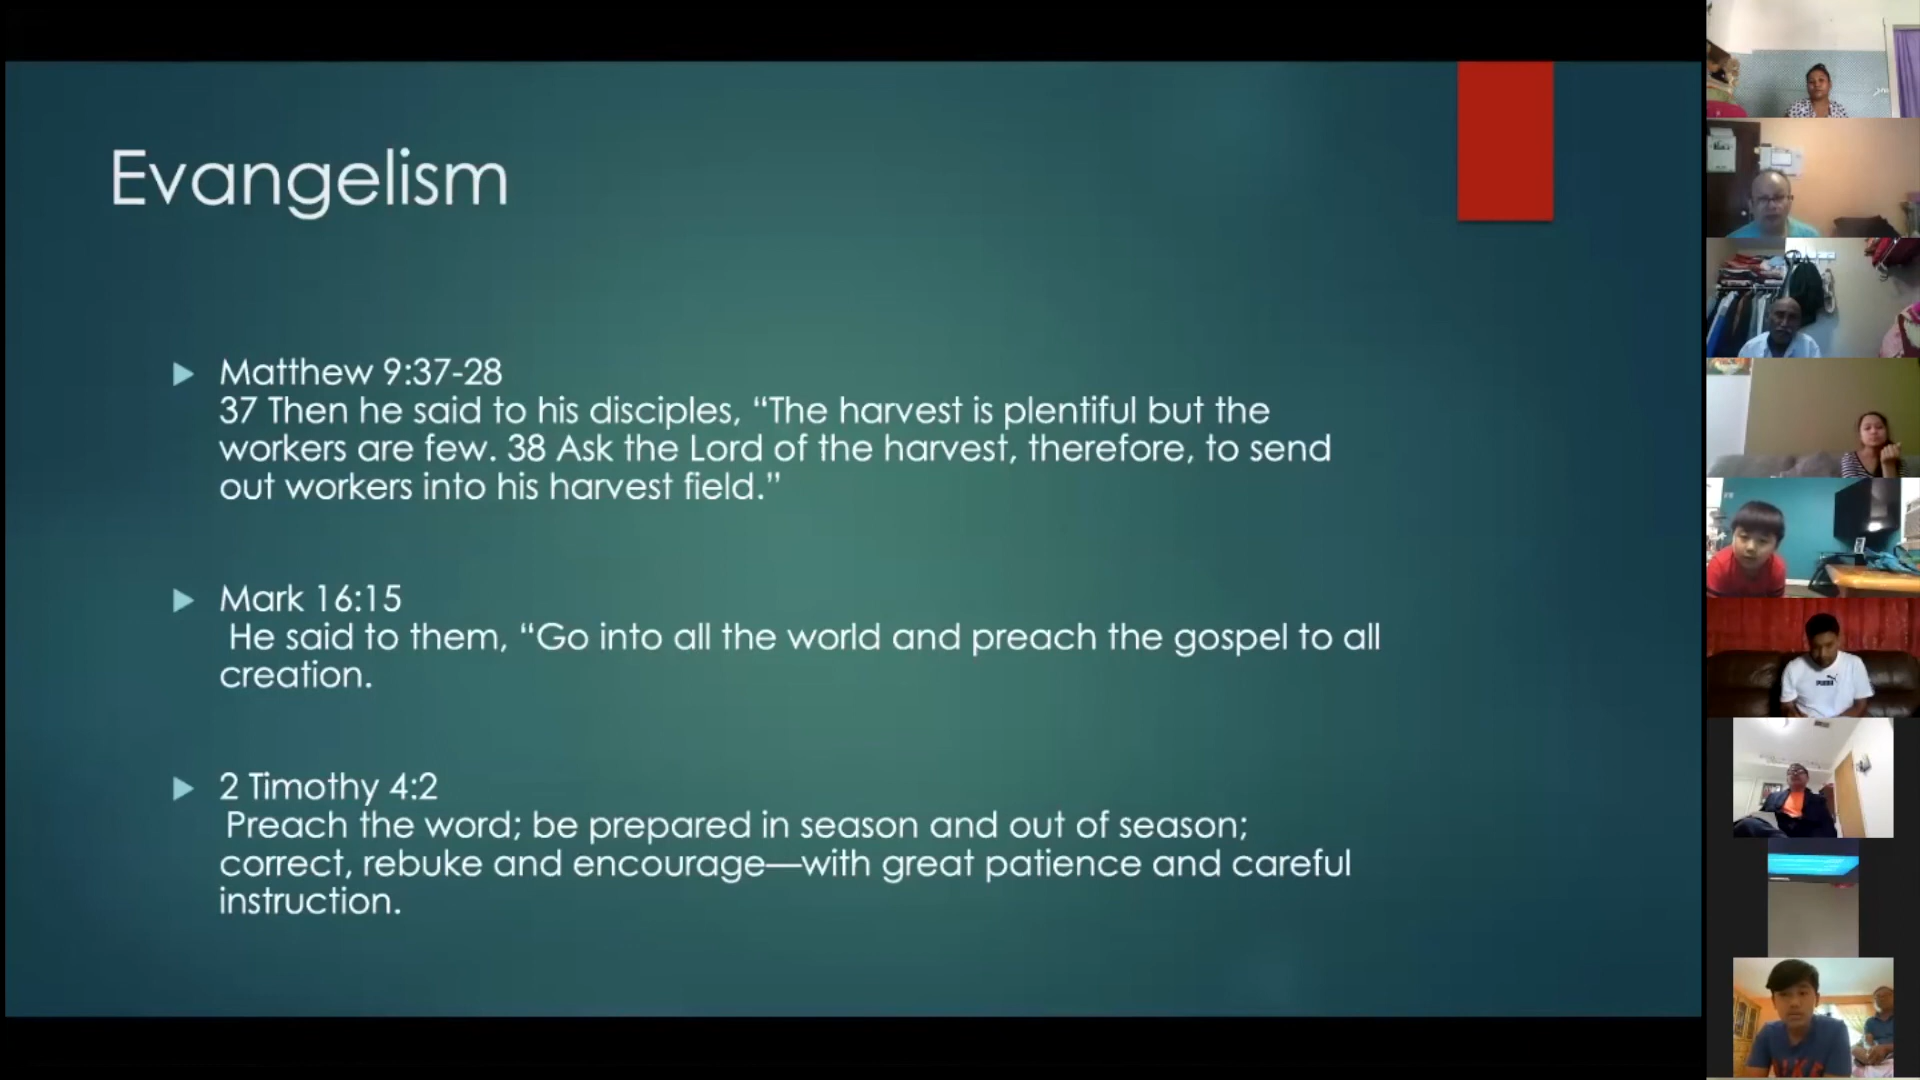 Evangelism
Matthew 9:37-28
37 Then he said to his disciples, “The harvest is plentiful but the
workers are few. 38 Ask the Lord of the harvest, therefore, to send
out workers into his harvest field.”
Mark 16:15
He said to them, “Go into all the world and preach the gospel to all
creation.
2 Timothy 4:2
Preach the word; be prepared in season and out of season;
correct, rebuke and encourage—with great patience and careful
instruction.
PUMA